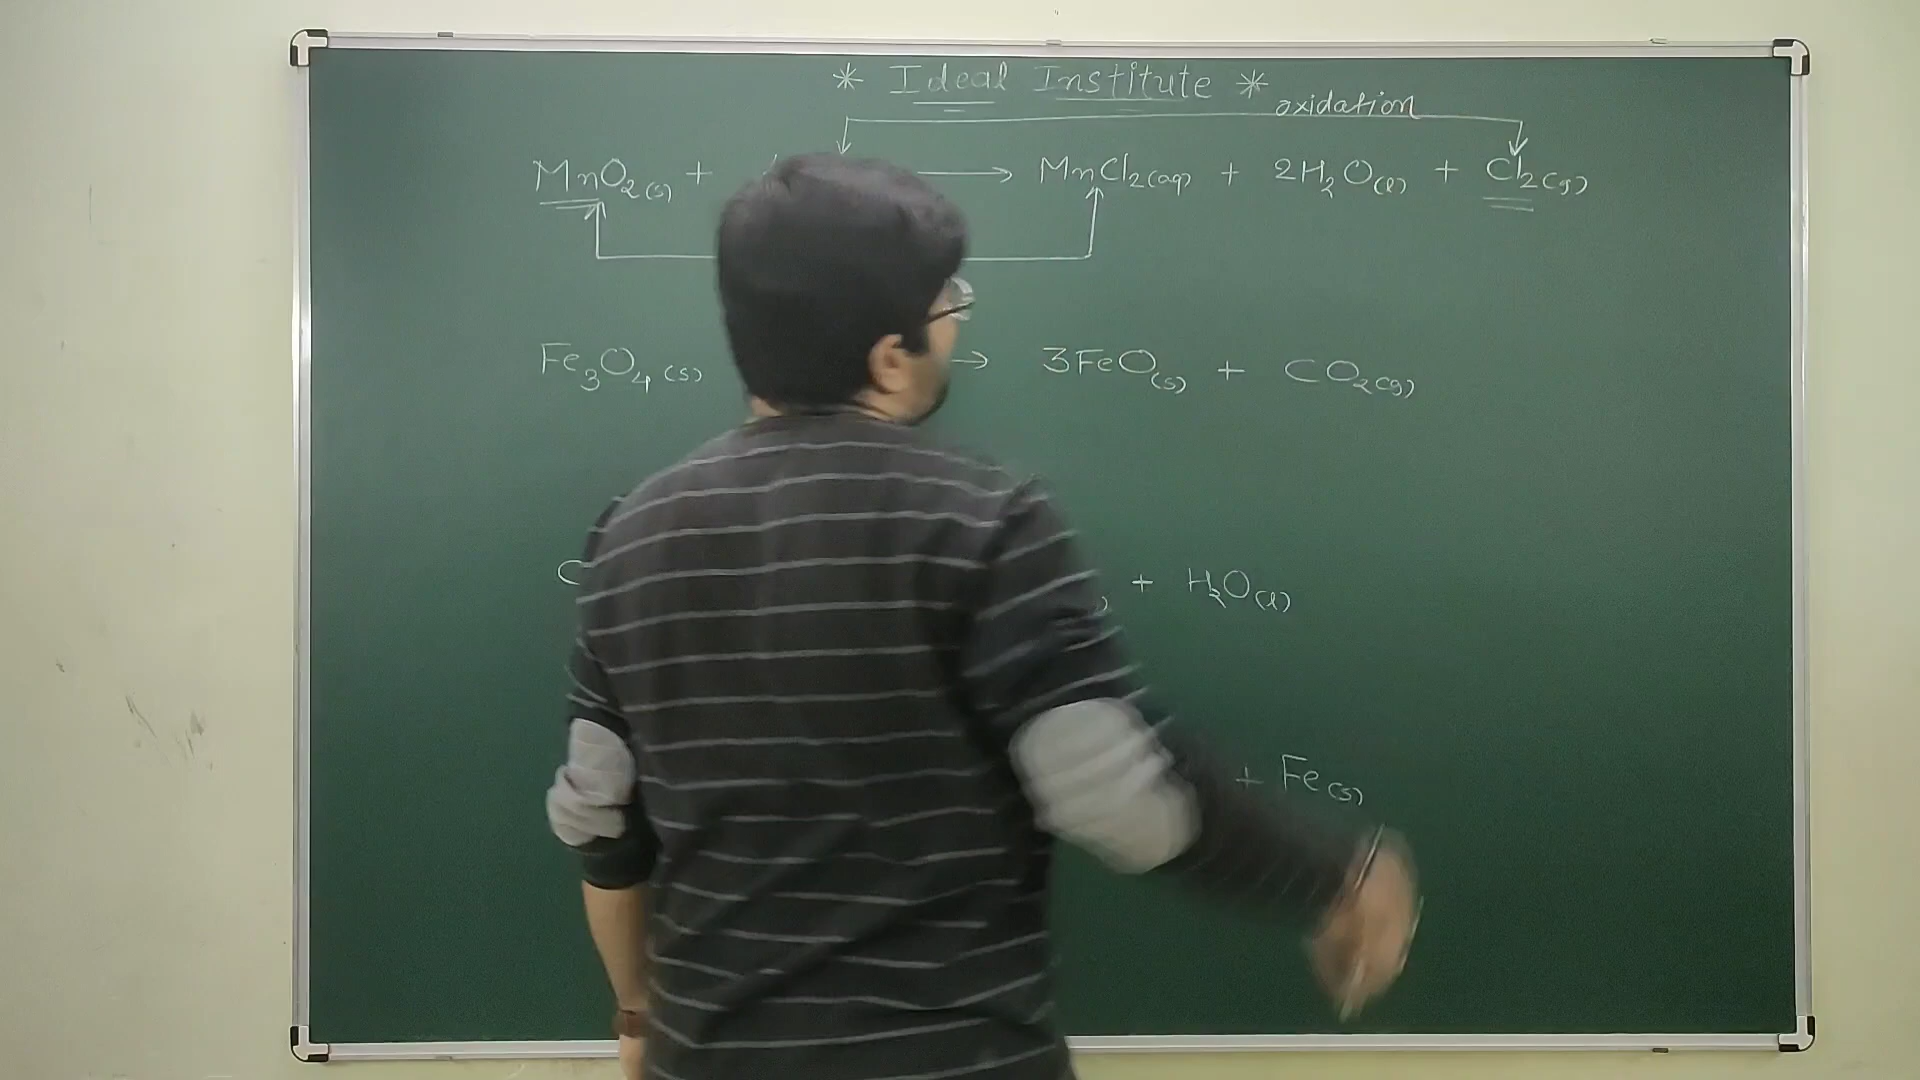 * Ideal Institute *
oxidation
MnO₂(s) + → MnCl₂(aq) + 2H₂O(l) + Cl₂(g)
Fe₃O₄(s) → 3FeO(s) + CO₂(g)
+ H₂O(l)
+ Fe(s)